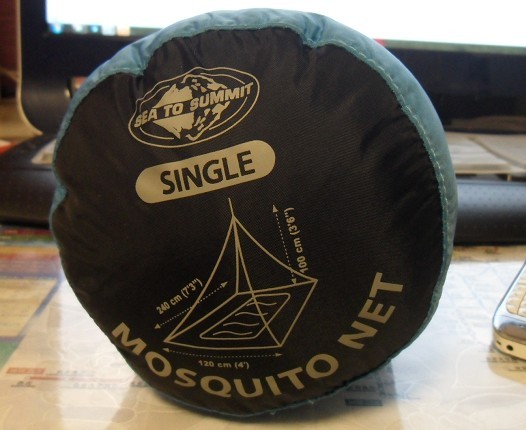 SEA TO SUMMIT
SINGLE
100 cm (3'6")
240 cm (7'3")
120 cm (4')
MOSQUITO NET